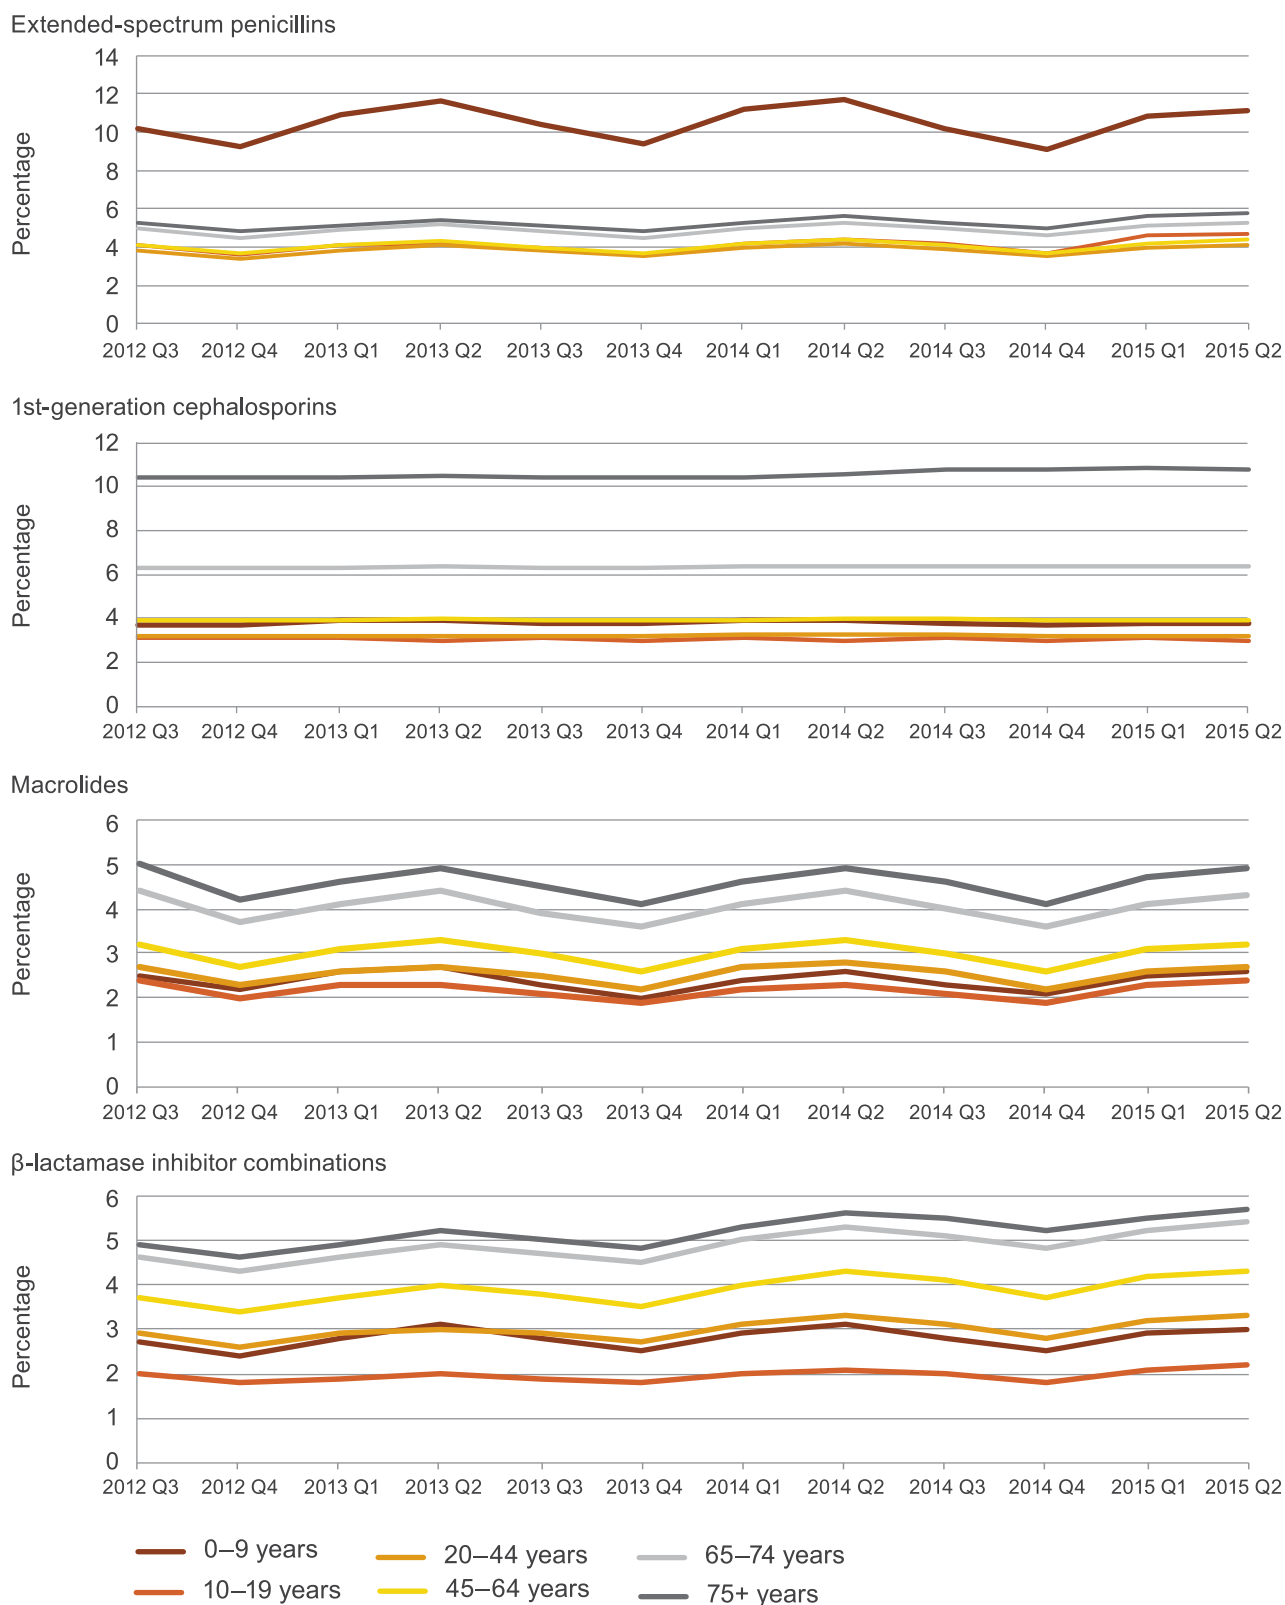 Extended-spectrum penicillins
Percentage
14
12
10
8
6
4
2
0
2012 Q3 2012 Q4 2013 Q1 2013 Q2 2013 Q3 2013 Q4 2014 Q1 2014 Q2 2014 Q3 2014 Q4 2015 Q1 2015 Q2
1st-generation cephalosporins
Percentage
12
10
8
6
4
2
0
2012 Q3 2012 Q4 2013 Q1 2013 Q2 2013 Q3 2013 Q4 2014 Q1 2014 Q2 2014 Q3 2014 Q4 2015 Q1 2015 Q2
Macrolides
Percentage
6
5
4
3
2
1
0
2012 Q3 2012 Q4 2013 Q1 2013 Q2 2013 Q3 2013 Q4 2014 Q1 2014 Q2 2014 Q3 2014 Q4 2015 Q1 2015 Q2
β-lactamase inhibitor combinations
Percentage
6
5
4
3
2
1
0
2012 Q3 2012 Q4 2013 Q1 2013 Q2 2013 Q3 2013 Q4 2014 Q1 2014 Q2 2014 Q3 2014 Q4 2015 Q1 2015 Q2
0–9 years 20–44 years 65–74 years
10–19 years 45–64 years 75+ years